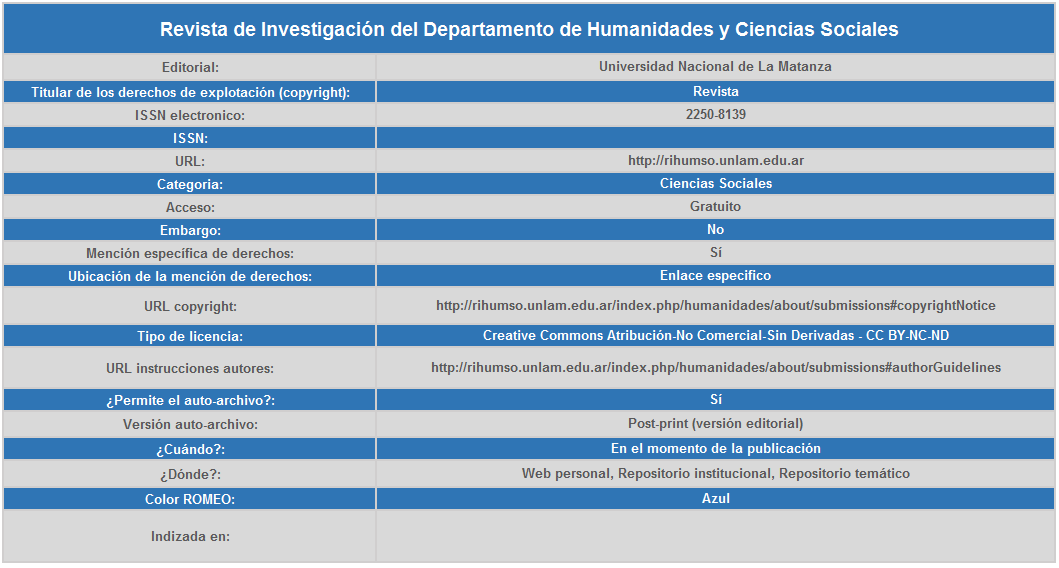 Revista de Investigación del Departamento de Humanidades y Ciencias Sociales
Editorial: Universidad Nacional de La Matanza
Titular de los derechos de explotación (copyright): Revista
ISSN electronico: 2250-8139
ISSN:
URL: http://rihumso.unlam.edu.ar
Categoria: Ciencias Sociales
Acceso: Gratuito
Embargo: No
Mención específica de derechos: Sí
Ubicación de la mención de derechos: Enlace especifico
URL copyright: http://rihumso.unlam.edu.ar/index.php/humanidades/about/submissions#copyrightNotice
Tipo de licencia: Creative Commons Atribución-No Comercial-Sin Derivadas - CC BY-NC-ND
URL instrucciones autores: http://rihumso.unlam.edu.ar/index.php/humanidades/about/submissions#authorGuidelines
¿Permite el auto-archivo?: Sí
Versión auto-archivo: Post-print (versión editorial)
¿Cuándo?: En el momento de la publicación
¿Dónde?: Web personal, Repositorio institucional, Repositorio temático
Color ROMEO: Azul
Indizada en: